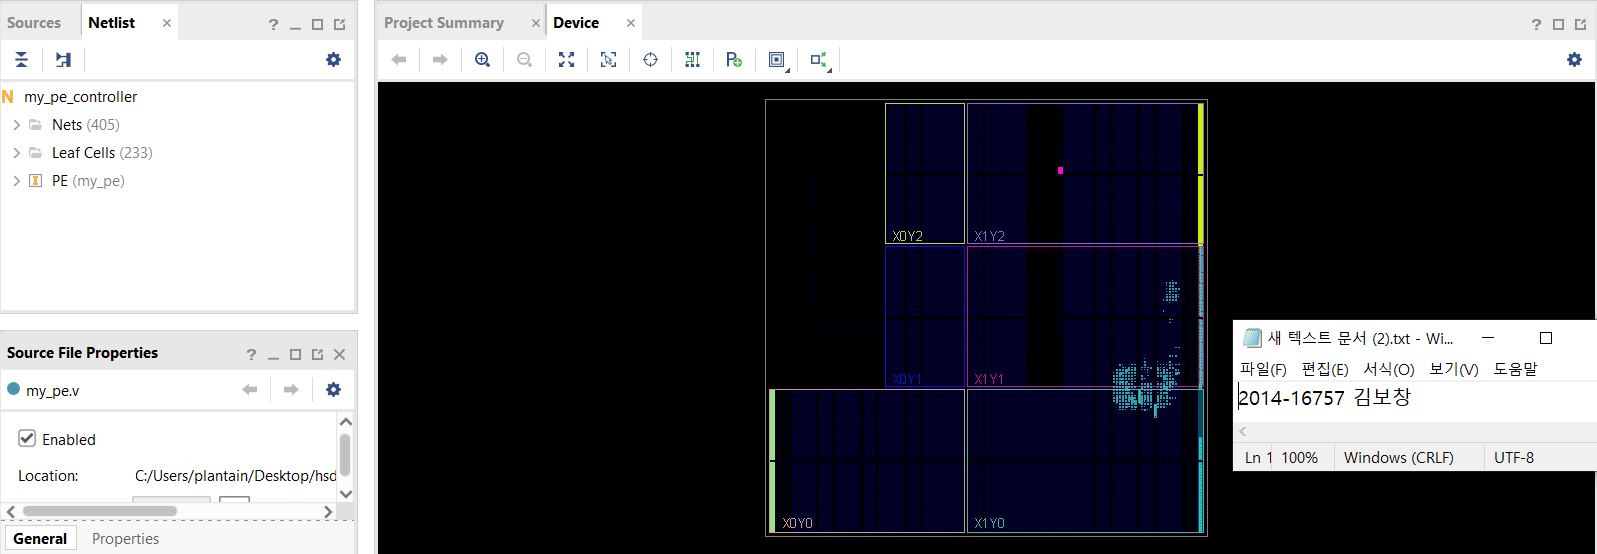 Sources
Netlist
my_pe_controller
Nets (405)
Leaf Cells (233)
PE (my_pe)
Source File Properties
my_pe.v
Enabled
Location: C:/Users/plantain/Desktop/hsd
General Properties
Project Summary
Device
X0Y2 X1Y2
X0Y1 X1Y1
X0Y0 X1Y0
새 텍스트 문서 (2).txt - Wi...
파일(F) 편집(E) 서식(O) 보기(V) 도움말
2014-16757 김보창
Ln 1 100% Windows (CRLF) UTF-8